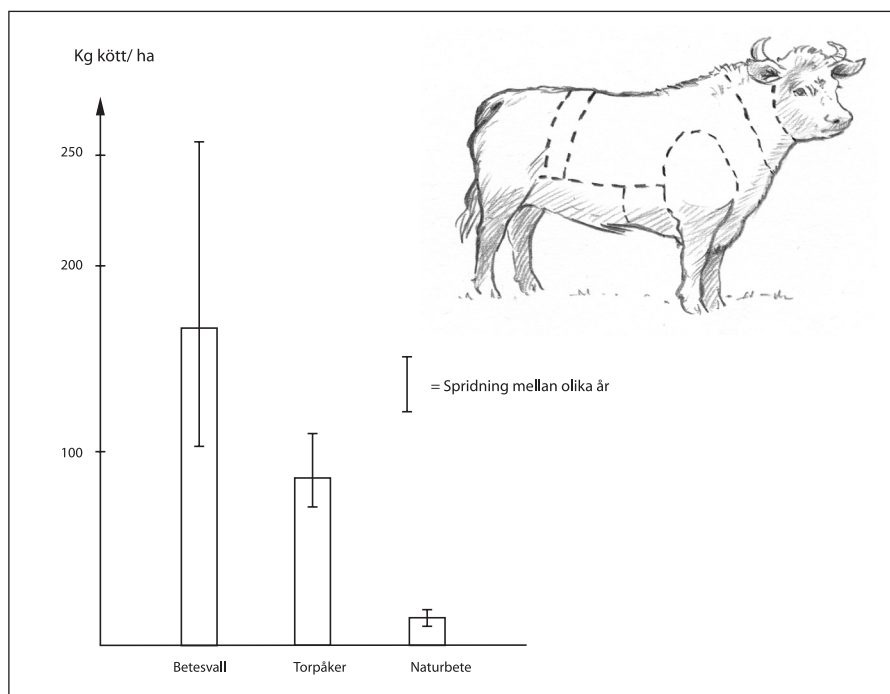 Kg kött/ ha
250
200
100
= Spridning mellan olika år
Betesvall
Torpåker
Naturbete